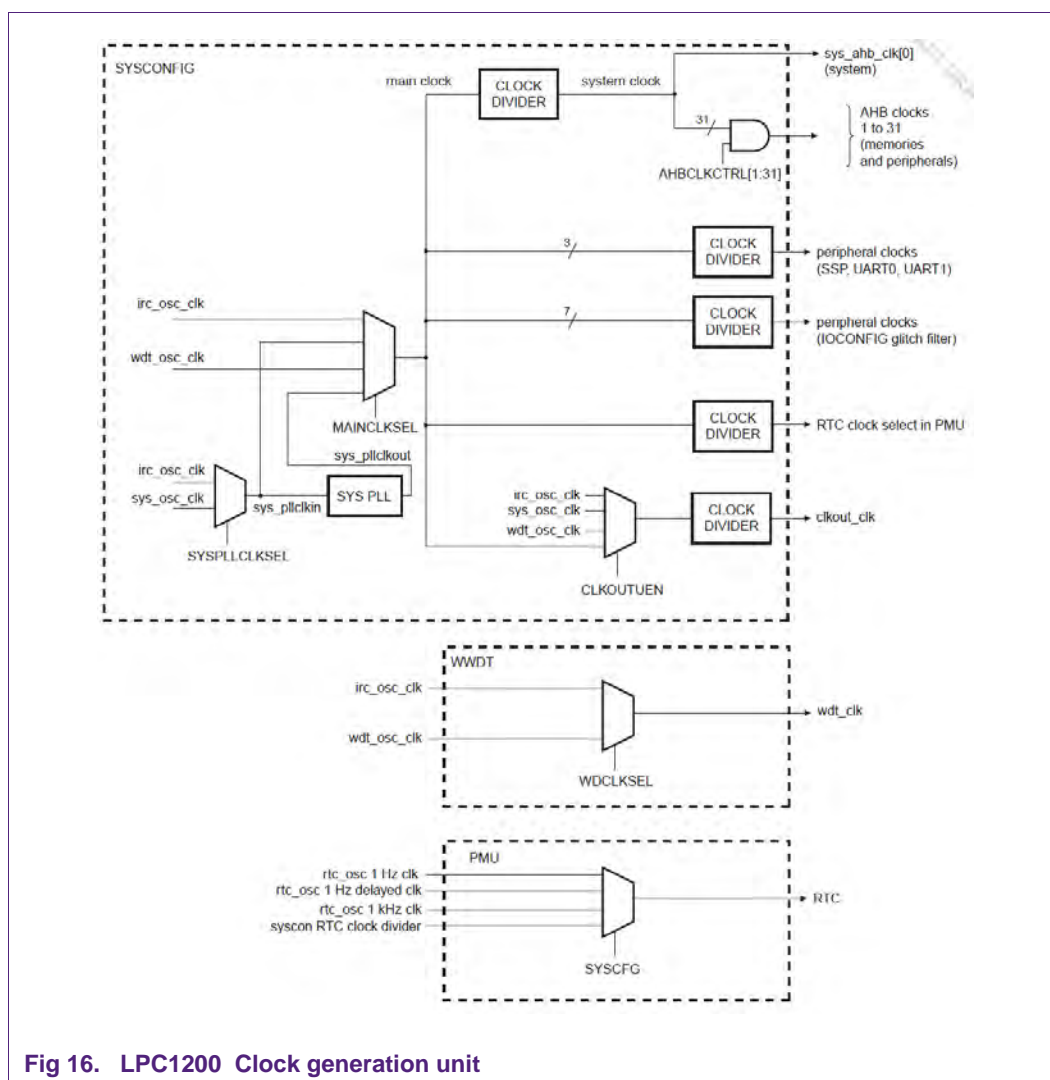 SYSCONFIG
main clock
CLOCK
DIVIDER
system clock
sys_ahb_clk[0]
(system)
31
AHBCLKCTRL[1:31]
AHB clocks
1 to 31
(memories
and peripherals)
3
CLOCK
DIVIDER
peripheral clocks
(SSP, UART0, UART1)
irc_osc_clk
wdt_osc_clk
MAINCLKSEL
7
CLOCK
DIVIDER
peripheral clocks
(IOCONFIG glitch filter)
CLOCK
DIVIDER
RTC clock select in PMU
sys_pllclkout
irc_osc_clk
sys_osc_clk
sys_pllclkin
SYS PLL
SYSPLLCLKSEL
irc_osc_clk
sys_osc_clk
wdt_osc_clk
CLOCK
DIVIDER
clkout_clk
CLKOUTUEN
WWDT
irc_osc_clk
wdt_osc_clk
wdt_clk
WDCLKSEL
PMU
rtc_osc 1 Hz clk
rtc_osc 1 Hz delayed clk
rtc_osc 1 kHz clk
syscon RTC clock divider
RTC
SYSCFG
Fig 16. LPC1200 Clock generation unit